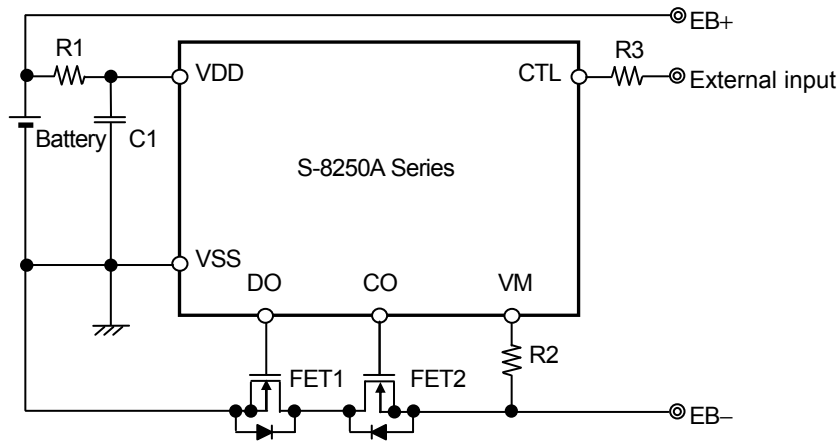 EB+
R1
R3
VDD
CTL
External input
Battery
C1
S-8250A Series
VSS
DO
CO
VM
R2
FET1
FET2
EB−